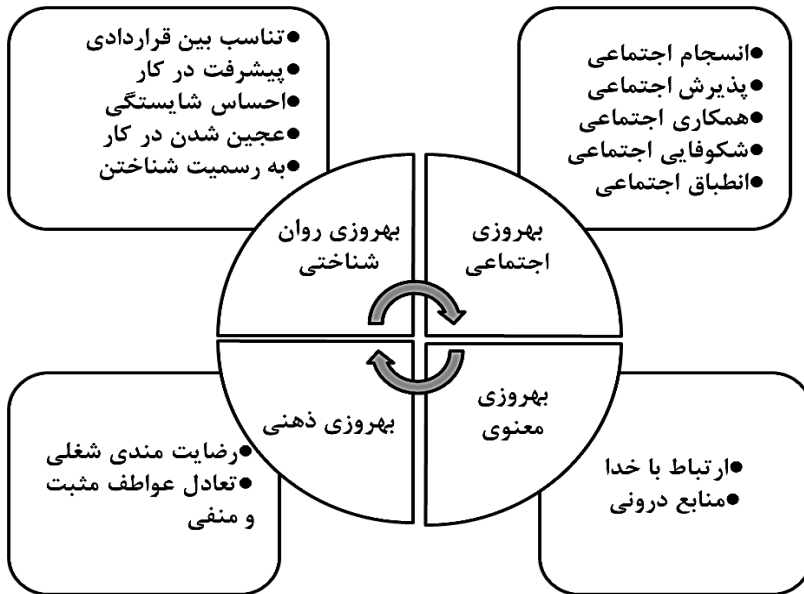 ●انسجام اجتماعی
●پذیرش اجتماعی
●همکاری اجتماعی
●شکوفایی اجتماعی
●انطباق اجتماعی
●تناسب بین قراردادی
●پیشرفت در کار
●احساس شایستگی
●عجین شدن در کار
●به رسمیت شناختن
بهروزی
اجتماعی
بهروزی روان
شناختی
بهروزی
معنوی
بهروزی ذهنی
●ارتباط با خدا
●منابع درونی
●رضایت مندی شغلی
●تعادل عواطف مثبت
و منفی